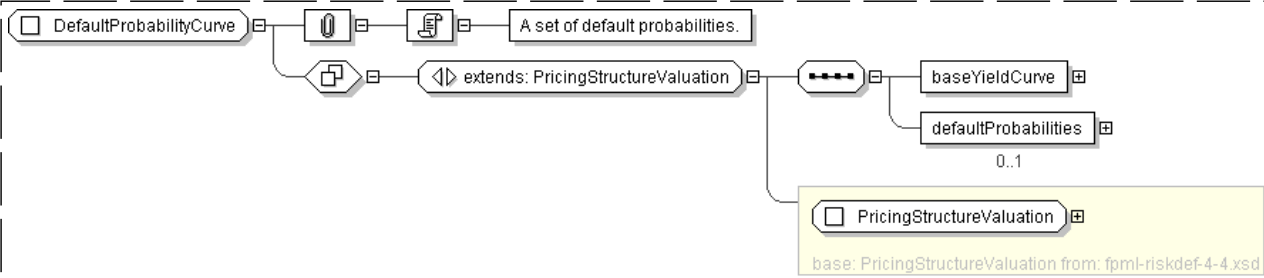 DefaultProbabilityCurve
A set of default probabilities.
extends: PricingStructureValuation
baseYieldCurve
defaultProbabilities
0..1
PricingStructureValuation
base: PricingStructureValuation from: fpml-riskdef-4-4.xsd